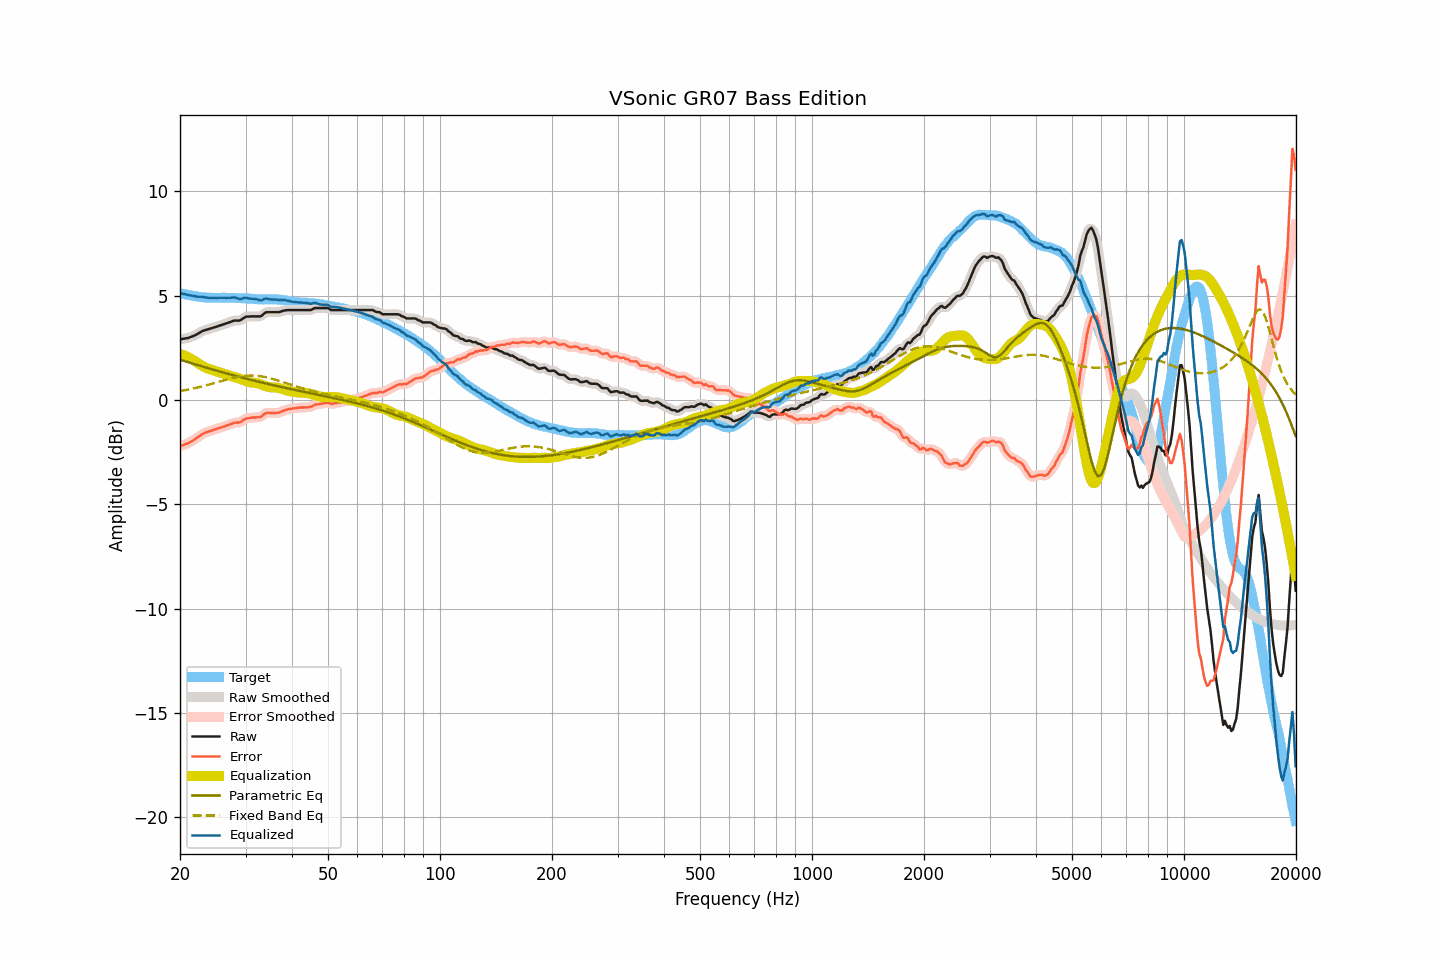 VSonic GR07 Bass Edition
Amplitude (dBr)
10
5
0
−5
−10
−15
−20
Target
Raw Smoothed
Error Smoothed
Raw
Error
Equalization
Parametric Eq
Fixed Band Eq
Equalized
20 50 100 200 500 1000 2000 5000 10000 20000
Frequency (Hz)